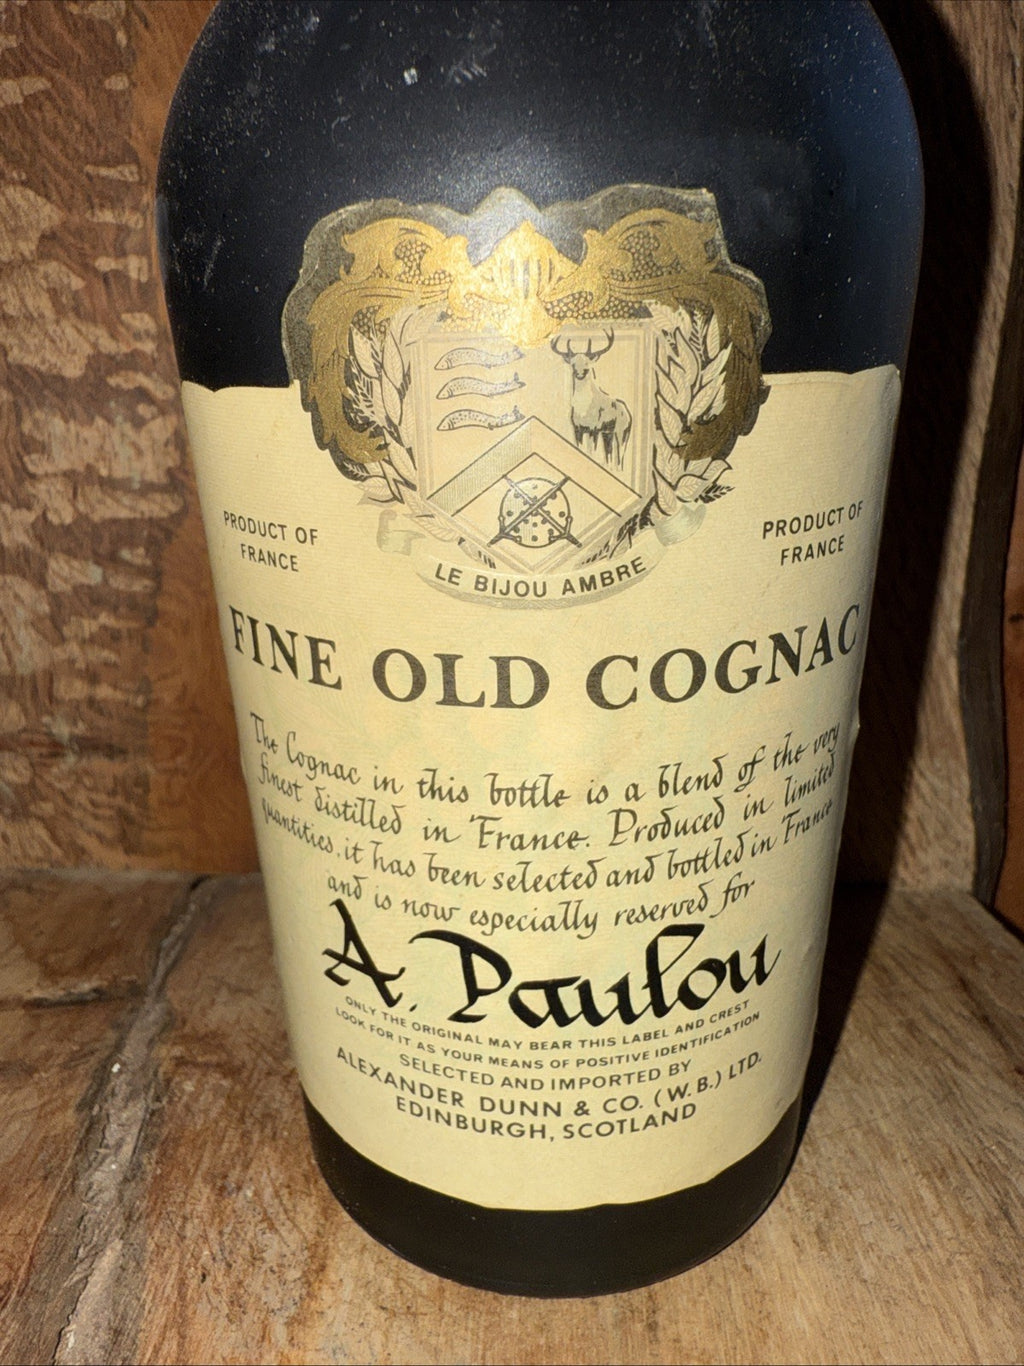 PRODUCT OF
FRANCE
PRODUCT OF
FRANCE
LE BIJOU AMBRE
FINE OLD COGNAC
The Cognac in this bottle is a blend of the very
finest distilled in France. Produced in limited
quantities, it has been selected and bottled in France
and is now especially reserved for
A. Paulou
ONLY THE ORIGINAL MAY BEAR THIS LABEL AND CREST
LOOK FOR IT AS YOUR MEANS OF POSITIVE IDENTIFICATION
SELECTED AND IMPORTED BY
ALEXANDER DUNN & CO. (W.B.) LTD.
EDINBURGH, SCOTLAND